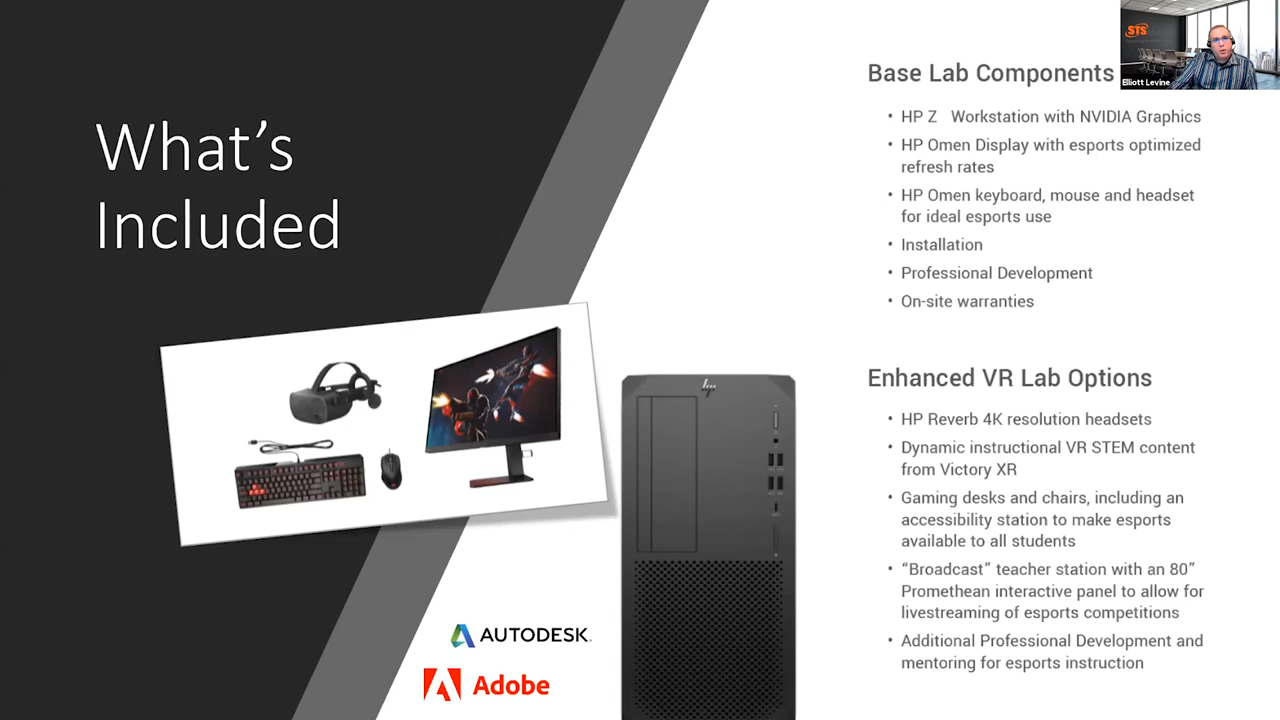 What's
Included
STS
Elliott Levine
Base Lab Components
• HP Z Workstation with NVIDIA Graphics
• HP Omen Display with esports optimized
refresh rates
• HP Omen keyboard, mouse and headset
for ideal esports use
• Installation
• Professional Development
• On-site warranties
Enhanced VR Lab Options
• HP Reverb 4K resolution headsets
• Dynamic instructional VR STEM content
from Victory XR
• Gaming desks and chairs, including an
accessibility station to make esports
available to all students
• “Broadcast” teacher station with an 80”
Promethean interactive panel to allow for
livestreaming of esports competitions
• Additional Professional Development and
mentoring for esports instruction
hp
AUTODESK.
Adobe